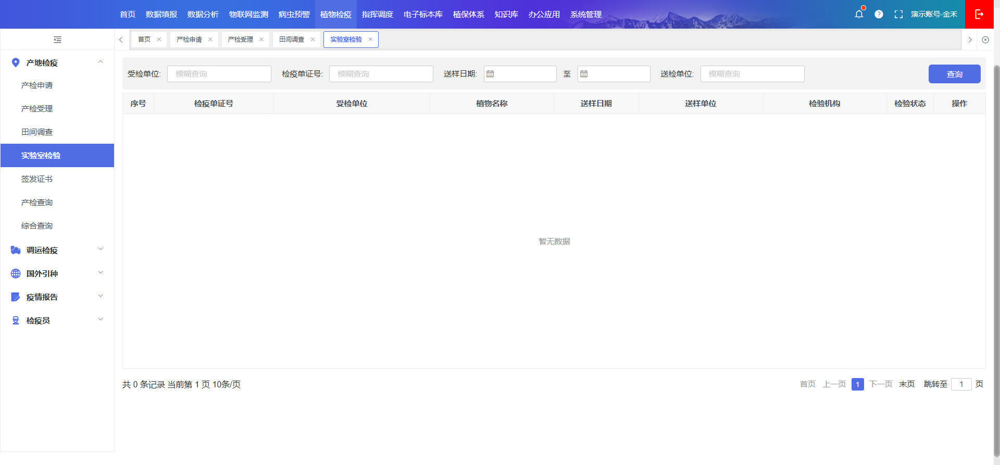 首页 数据填报 数据分析 物联网监测 病虫预警 植物检疫 指挥调度 电子标本库 植保体系 知识库 办公应用 系统管理 演示账号-金禾
首页 产检申请 产检受理 田间调查 实验室检验
产地检疫
产检申请
产检受理
田间调查
实验室检验
签发证书
产检查询
综合查询
调运检疫
国外引种
疫情报告
检疫员
受检单位: 模糊查询 检疫单证号: 模糊查询 送样日期: 至 送检单位: 模糊查询 查询
序号 检疫单证号 受检单位 植物名称 送样日期 送样单位 检验机构 检验状态 操作
暂无数据
共 0 条记录 当前第 1 页 10条/页 首页 上一页 1 下一页 末页 跳转至 1 页